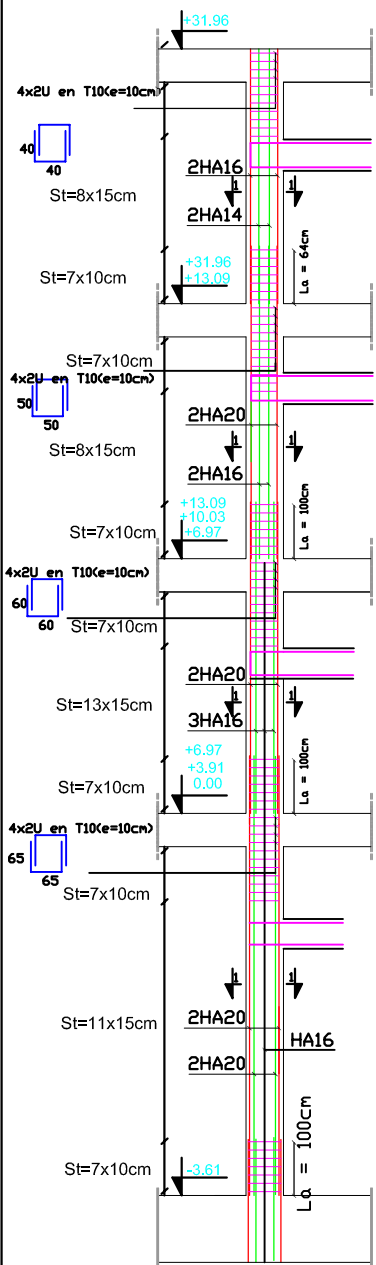 +31.96
4x2U en T10(e=10cm)
40
40
2HA16
1 1
St=8x15cm
2HA14
La = 64cm
+31.96
St=7x10cm
+13.09
St=7x10cm
4x2U en T10(e=10cm)
50
50
2HA20
1 1
St=8x15cm
2HA16
La = 100cm
+13.09
+10.03
St=7x10cm
+6.97
4x2U en T10(e=10cm)
60
60
St=7x10cm
2HA20
1 1
St=13x15cm
3HA16
+6.97
+3.91
La = 100cm
St=7x10cm
0.00
4x2U en T10(e=10cm)
65
65
St=7x10cm
1 1
St=11x15cm
2HA20
HA16
2HA20
La = 100cm
St=7x10cm
-3.61